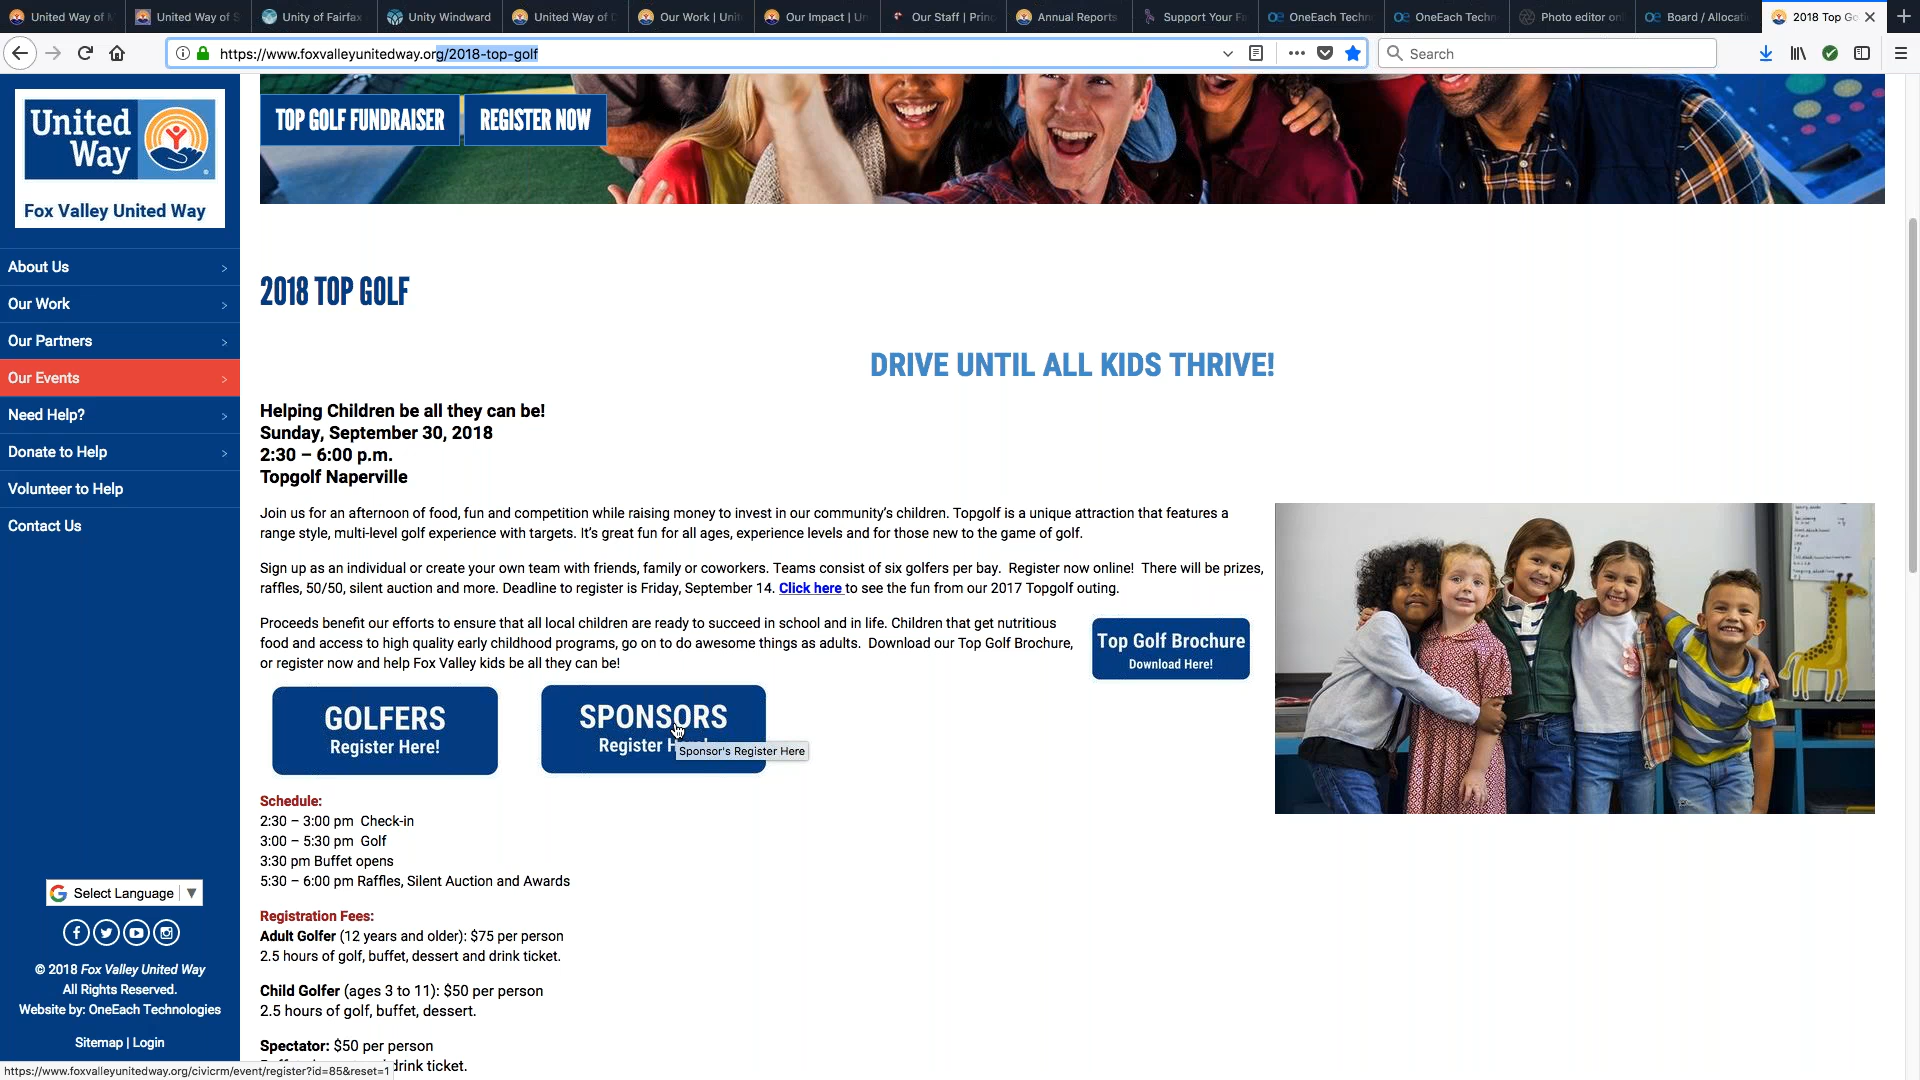 United Way of
United Way of S
Unity of Fairfax
Unity Windward
United Way of
Our Work | Unit
Our Impact | Un
Our Staff | Prin
Annual Reports
Support Your F
OneEach Techn
OneEach Techn
Photo editor on
Board / Allocati
2018 Top Go
https://www.foxvalleyunitedway.org/2018-top-golf
Search
United
Way
Fox Valley United Way
About Us
Our Work
Our Partners
Our Events
Need Help?
Donate to Help
Volunteer to Help
Contact Us
Select Language
© 2018 Fox Valley United Way
All Rights Reserved.
Website by: OneEach Technologies
Sitemap | Login
TOP GOLF FUNDRAISER
REGISTER NOW
2018 TOP GOLF
DRIVE UNTIL ALL KIDS THRIVE!
Helping Children be all they can be!
Sunday, September 30, 2018
2:30 – 6:00 p.m.
Topgolf Naperville
Join us for an afternoon of food, fun and competition while raising money to invest in our community's children. Topgolf is a unique attraction that features a
range style, multi-level golf experience with targets. It's great fun for all ages, experience levels and for those new to the game of golf.
Sign up as an individual or create your own team with friends, family or coworkers. Teams consist of six golfers per bay. Register now online! There will be prizes,
raffles, 50/50, silent auction and more. Deadline to register is Friday, September 14. Click here to see the fun from our 2017 Topgolf outing.
Proceeds benefit our efforts to ensure that all local children are ready to succeed in school and in life. Children that get nutritious
food and access to high quality early childhood programs, go on to do awesome things as adults. Download our Top Golf Brochure,
or register now and help Fox Valley kids be all they can be!
Top Golf Brochure
Download Here!
GOLFERS
Register Here!
SPONSORS
Register
Sponsor's Register Here
Schedule:
2:30 – 3:00 pm Check-in
3:00 – 5:30 pm Golf
3:30 pm Buffet opens
5:30 – 6:00 pm Raffles, Silent Auction and Awards
Registration Fees:
Adult Golfer (12 years and older): $75 per person
2.5 hours of golf, buffet, dessert and drink ticket.
Child Golfer (ages 3 to 11): $50 per person
2.5 hours of golf, buffet, dessert.
Spectator: $50 per person
drink ticket.
https://www.foxvalleyunitedway.org/civicrm/event/register?id=85&reset=1